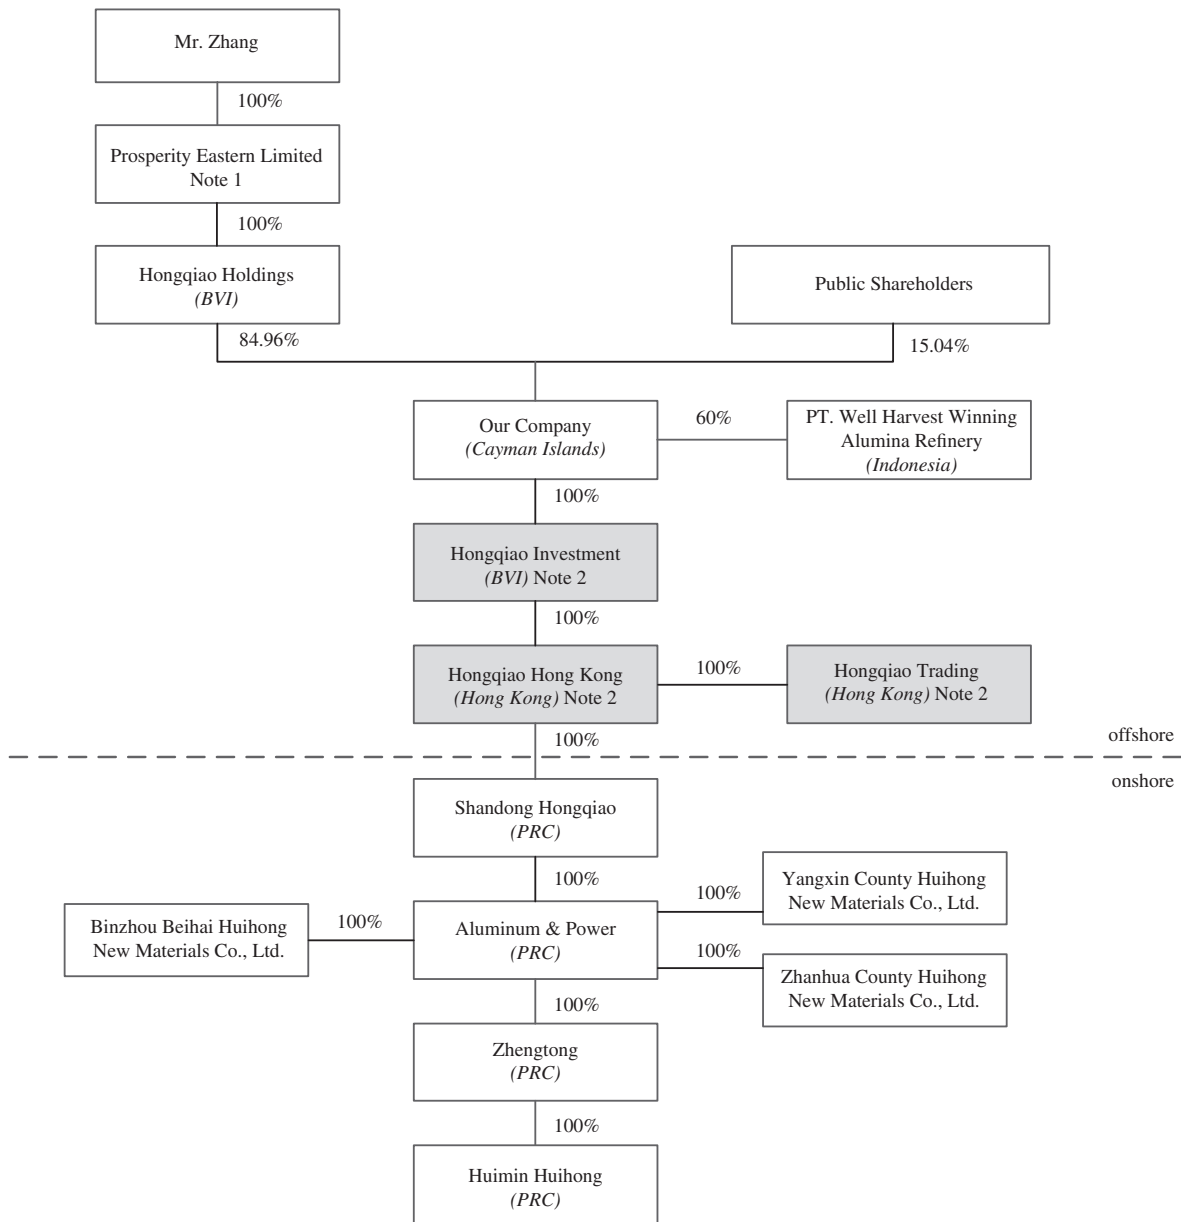 Mr. Zhang
100%
Prosperity Eastern Limited
Note 1
100%
Hongqiao Holdings
(BVI)
Public Shareholders
84.96%
15.04%
Our Company
(Cayman Islands)
60%
PT. Well Harvest Winning
Alumina Refinery
(Indonesia)
100%
Hongqiao Investment
(BVI) Note 2
100%
Hongqiao Hong Kong
(Hong Kong) Note 2
100%
Hongqiao Trading
(Hong Kong) Note 2
100%
offshore
onshore
Shandong Hongqiao
(PRC)
100%
Binzhou Beihai Huihong
New Materials Co., Ltd.
100%
Aluminum & Power
(PRC)
100%
Yangxin County Huihong
New Materials Co., Ltd.
100%
Zhanhua County Huihong
New Materials Co., Ltd.
100%
Zhengtong
(PRC)
100%
Huimin Huihong
(PRC)